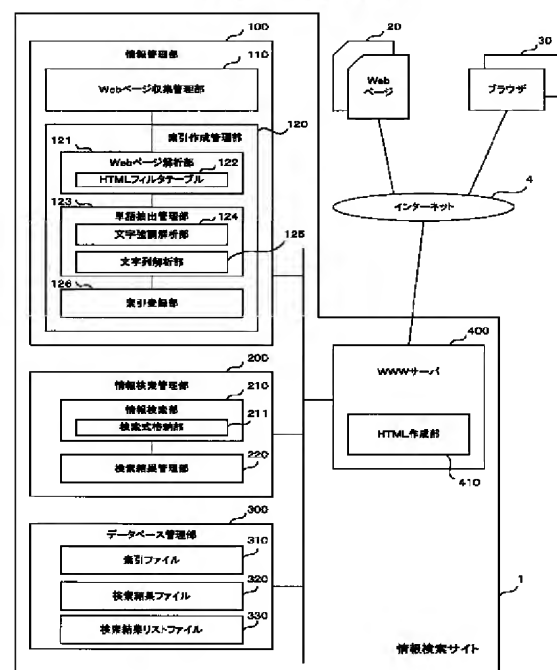 100
情報管理部
110
Webページ収集管理部
120
索引作成管理部
121
Webページ解析部
122
HTMLフィルタテーブル
123
単語抽出管理部
124
文字強調解析部
125
文字列解析部
126
索引登録部
200
情報検索管理部
210
情報検索部
211
検索式格納部
220
検索結果管理部
300
データベース管理部
310
索引ファイル
320
検索結果ファイル
330
検索結果リストファイル
20
Web
ページ
30
ブラウザ
4
インターネット
400
WWWサーバ
HTML作成部
410
1
情報検索サイト